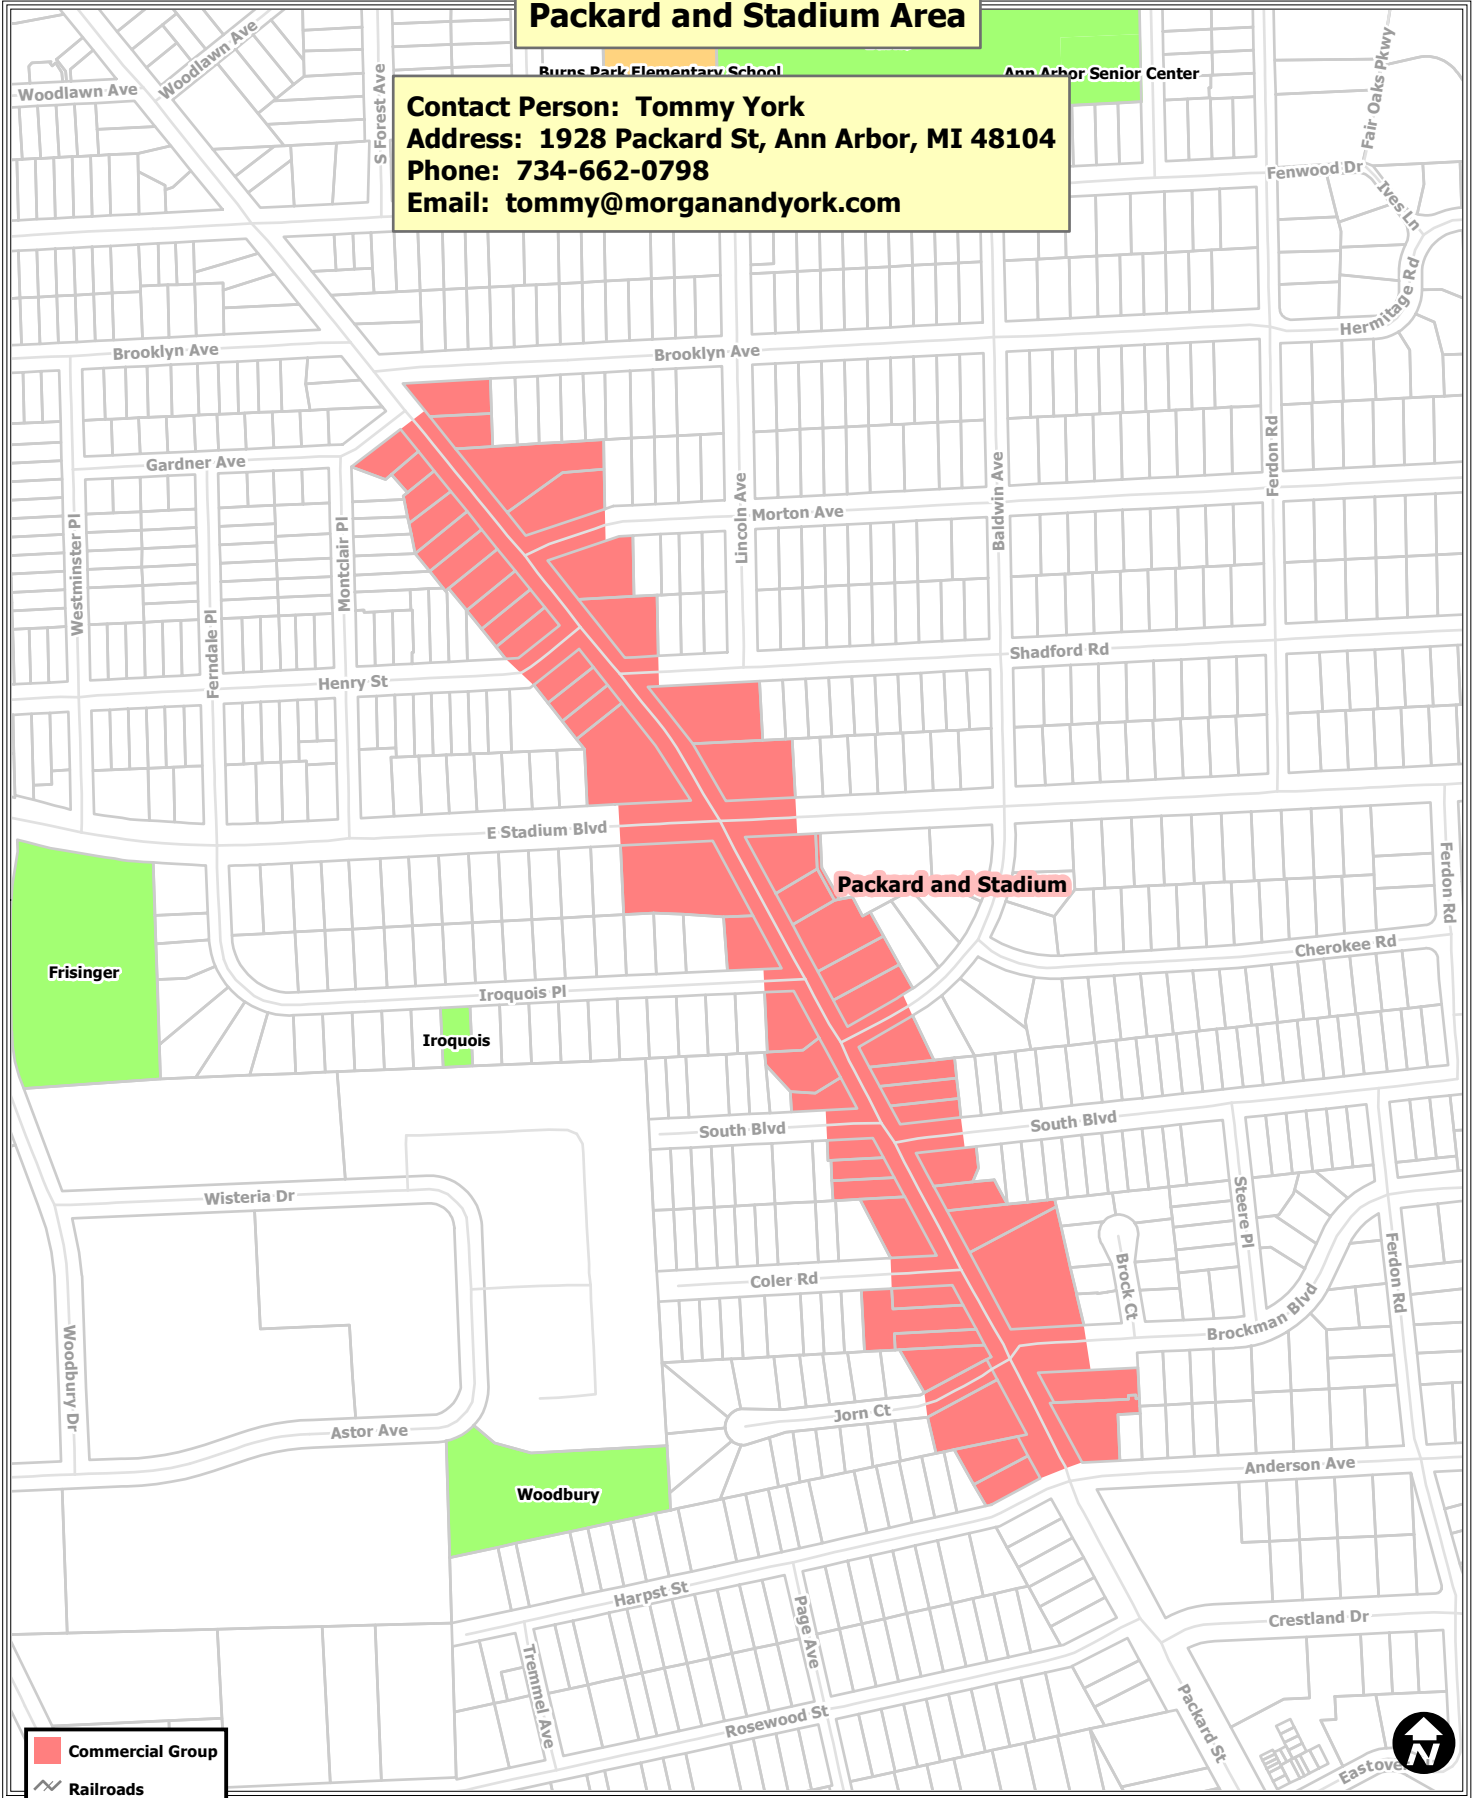 Packard and Stadium Area
Burns Park Elementary School
Ann Arbor Senior Center
Contact Person: Tommy York
Address: 1928 Packard St, Ann Arbor, MI 48104
Phone: 734-662-0798
Email: tommy@morganandyork.com
Woodlawn Ave
Woodlawn Ave
S Forest Ave
Fair Oaks Pkwy
Fenwood Dr
Ives Ln
Hermitage Rd
Brooklyn Ave
Brooklyn Ave
Gardner Ave
Westminster Pl
Ferndale Pl
Montclair Pl
Lincoln Ave
Morton Ave
Baldwin Ave
Ferdon Rd
Shadford Rd
Henry St
E Stadium Blvd
Packard and Stadium
Ferdon Rd
Cherokee Rd
Frisinger
Iroquois Pl
Iroquois
South Blvd
South Blvd
Wisteria Dr
Steere Pl
Brock Ct
Ferdon Rd
Coler Rd
Brockman Blvd
Woodbury Dr
Jorn Ct
Astor Ave
Anderson Ave
Woodbury
Harpst St
Page Ave
Crestland Dr
Tremmel Ave
Rosewood St
Packard St
Commercial Group
Railroads
N